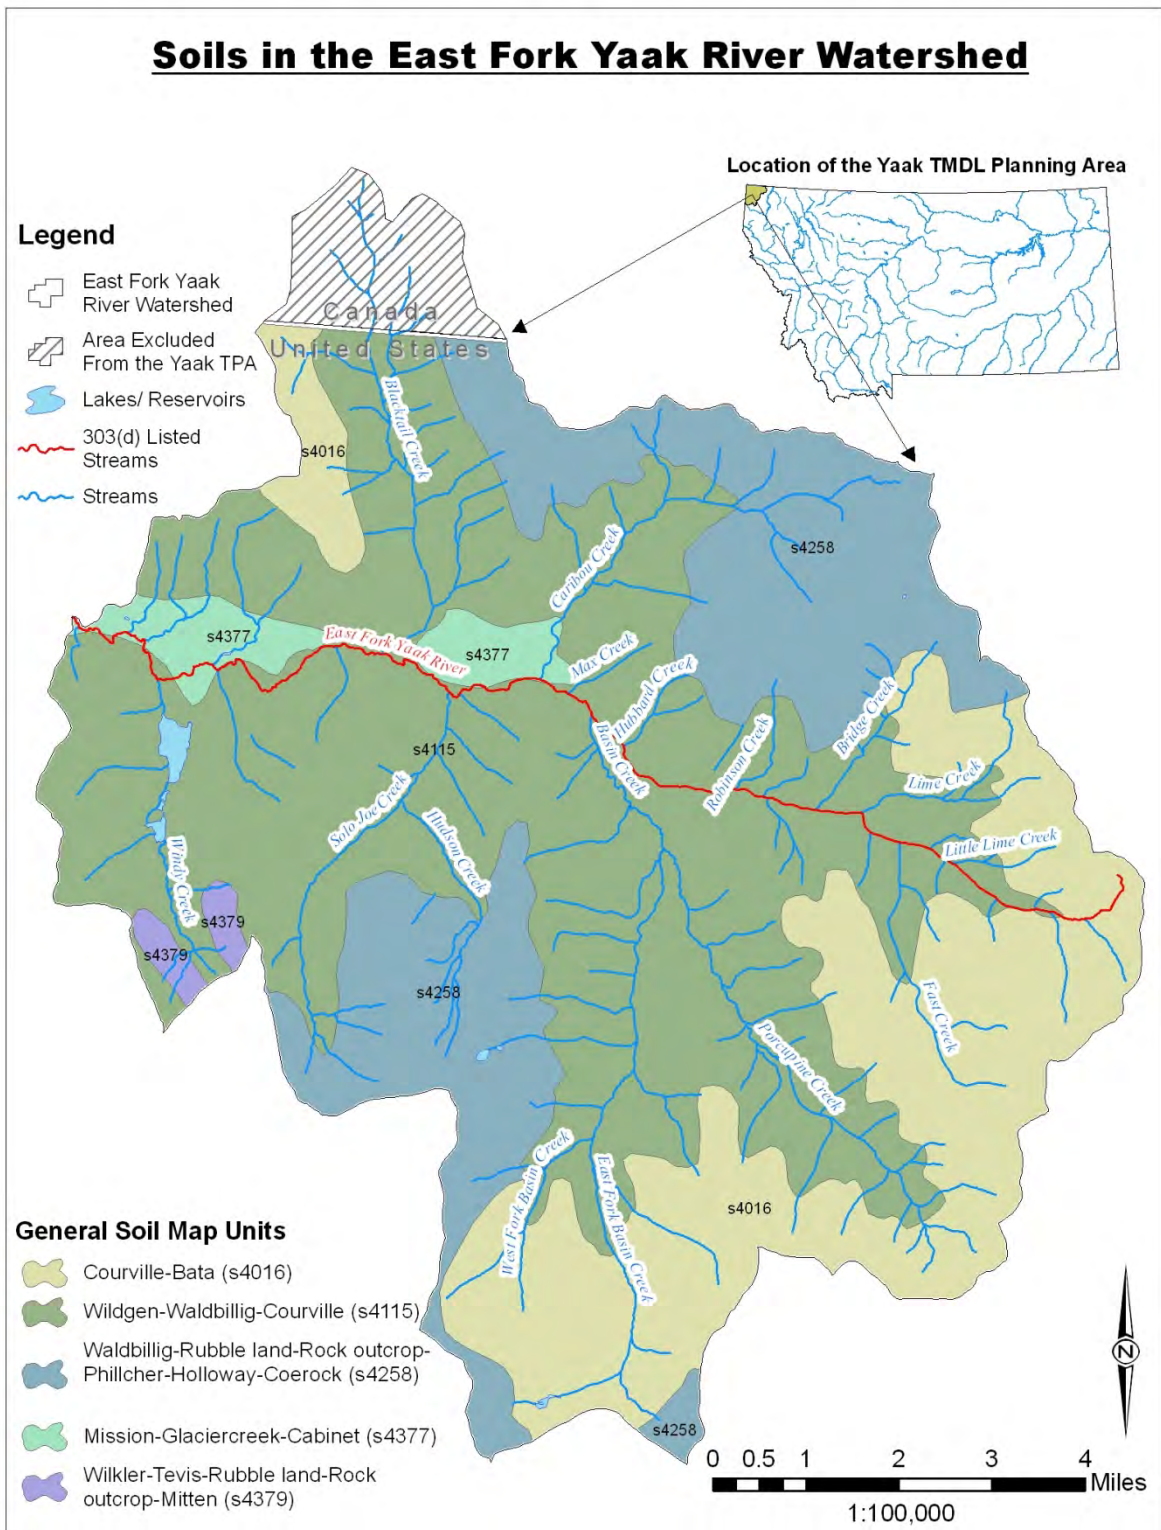 Soils in the East Fork Yaak River Watershed
Location of the Yaak TMDL Planning Area
Legend
East Fork Yaak
River Watershed
Area Excluded
From the Yaak TPA
Lakes/ Reservoirs
303(d) Listed
Streams
Streams
Canada
United States
Blacktail Creek
s4016
s4258
Caribou Creek
s4377
East Fork Yaak River
s4377
Max Creek
Hubbard Creek
Basin Creek
Robinson Creek
Bridge Creek
Lime Creek
Little Lime Creek
s4115
Solo Joe Creek
Hudson Creek
Windy Creek
s4379
s4379
s4258
Fast Creek
Porcupine Creek
West Fork Basin Creek
East Fork Basin Creek
s4016
s4258
General Soil Map Units
Courville-Bata (s4016)
Wildgen-Waldbillig-Courville (s4115)
Waldbillig-Rubble land-Rock outcrop-
Phillcher-Holloway-Coerock (s4258)
Mission-Glaciercreek-Cabinet (s4377)
Wilkler-Tevis-Rubble land-Rock
outcrop-Mitten (s4379)
N
0 0.5 1 2 3 4
Miles
1:100,000